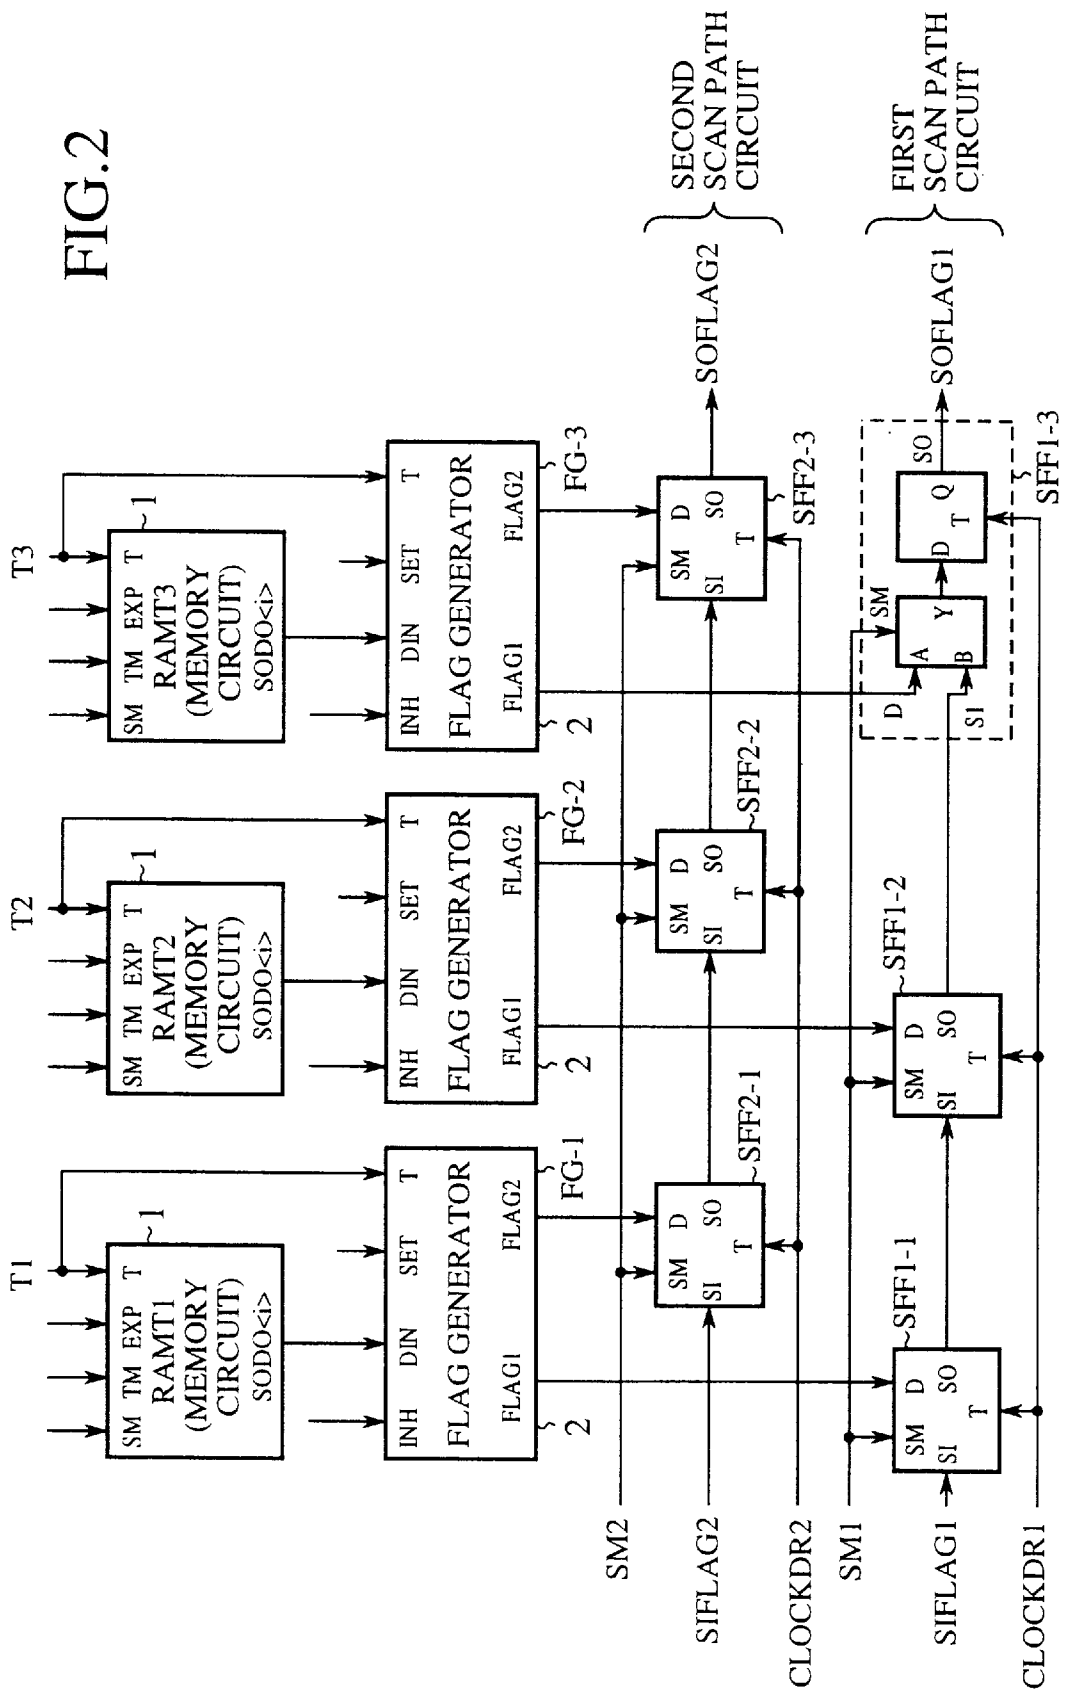 FIG.2
T1
SM TM EXP T
RAMT1
(MEMORY
CIRCUIT)
SODO<i>
1
T2
SM TM EXP T
RAMT2
(MEMORY
CIRCUIT)
SODO<i>
1
T3
SM TM EXP T
RAMT3
(MEMORY
CIRCUIT)
SODO<i>
1
INH DIN SET T
FLAG GENERATOR
FLAG1 FLAG2
2
FG-1
INH DIN SET T
FLAG GENERATOR
FLAG1 FLAG2
2
FG-2
INH DIN SET T
FLAG GENERATOR
FLAG1 FLAG2
2
FG-3
SM2
SIFLAG2
CLOCKDR2
SM D
SI SO
T
SFF2-1
SM D
SI SO
T
SFF2-2
SM D
SI SO
T
SFF2-3
SOFLAG2
SECOND
SCAN PATH
CIRCUIT
SM1
SIFLAG1
CLOCKDR1
SM D
SI SO
T
SFF1-1
SM D
SI SO
T
SFF1-2
D
S1
SM
A
B
Y
D Q
T
SO
SFF1-3
SOFLAG1
FIRST
SCAN PATH
CIRCUIT